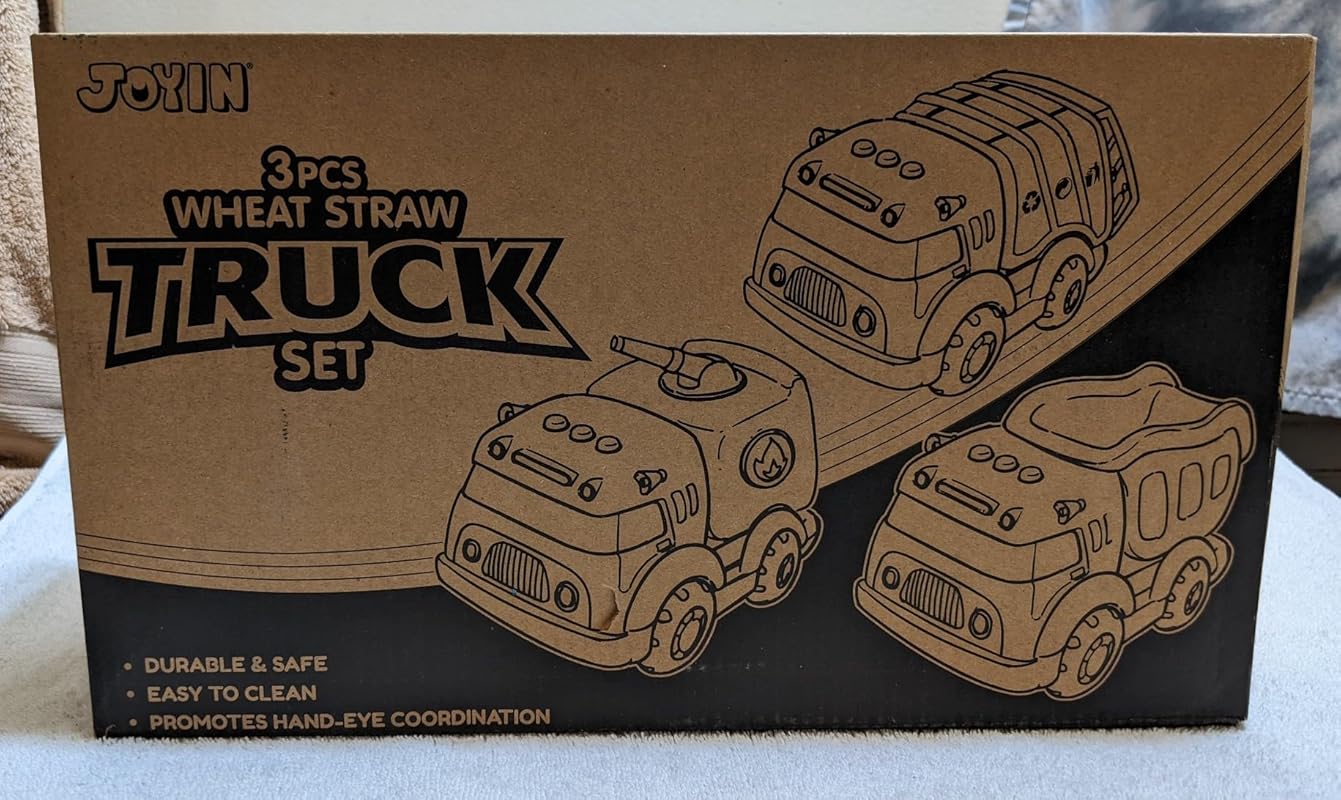 JOYIN®
3PCS
WHEAT STRAW
TRUCK
SET
• DURABLE & SAFE
• EASY TO CLEAN
• PROMOTES HAND-EYE COORDINATION